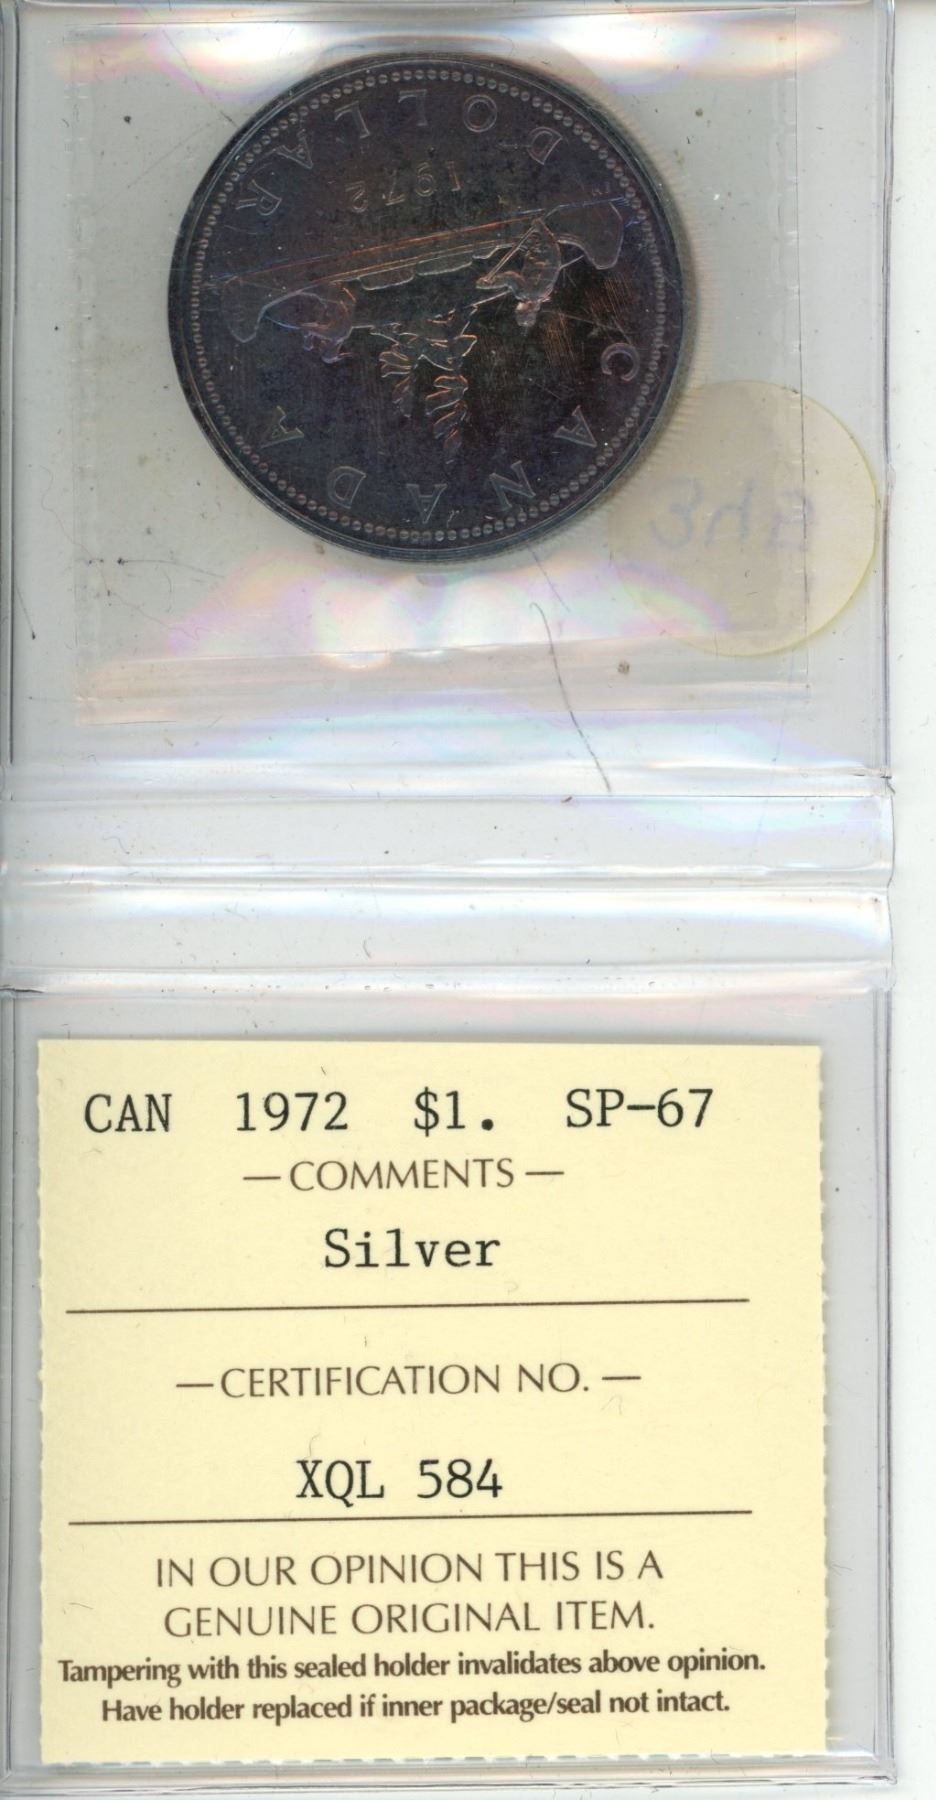 CANADA
1972
DOLLAR
CAN 1972 $1. SP-67
—COMMENTS—
Silver
—CERTIFICATION NO.—
XQL 584
IN OUR OPINION THIS IS A
GENUINE ORIGINAL ITEM.
Tampering with this sealed holder invalidates above opinion.
Have holder replaced if inner package/seal not intact.